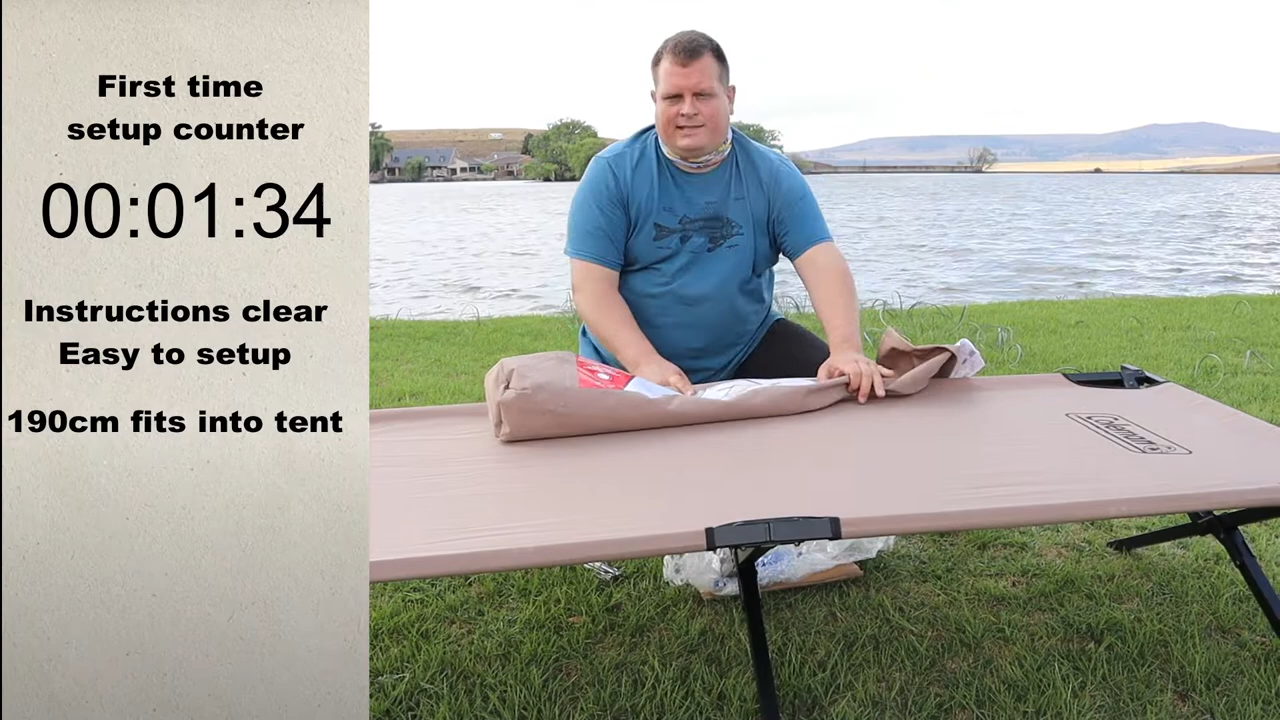 First time
setup counter
00:01:34
Instructions clear
Easy to setup
190cm fits into tent
Coleman